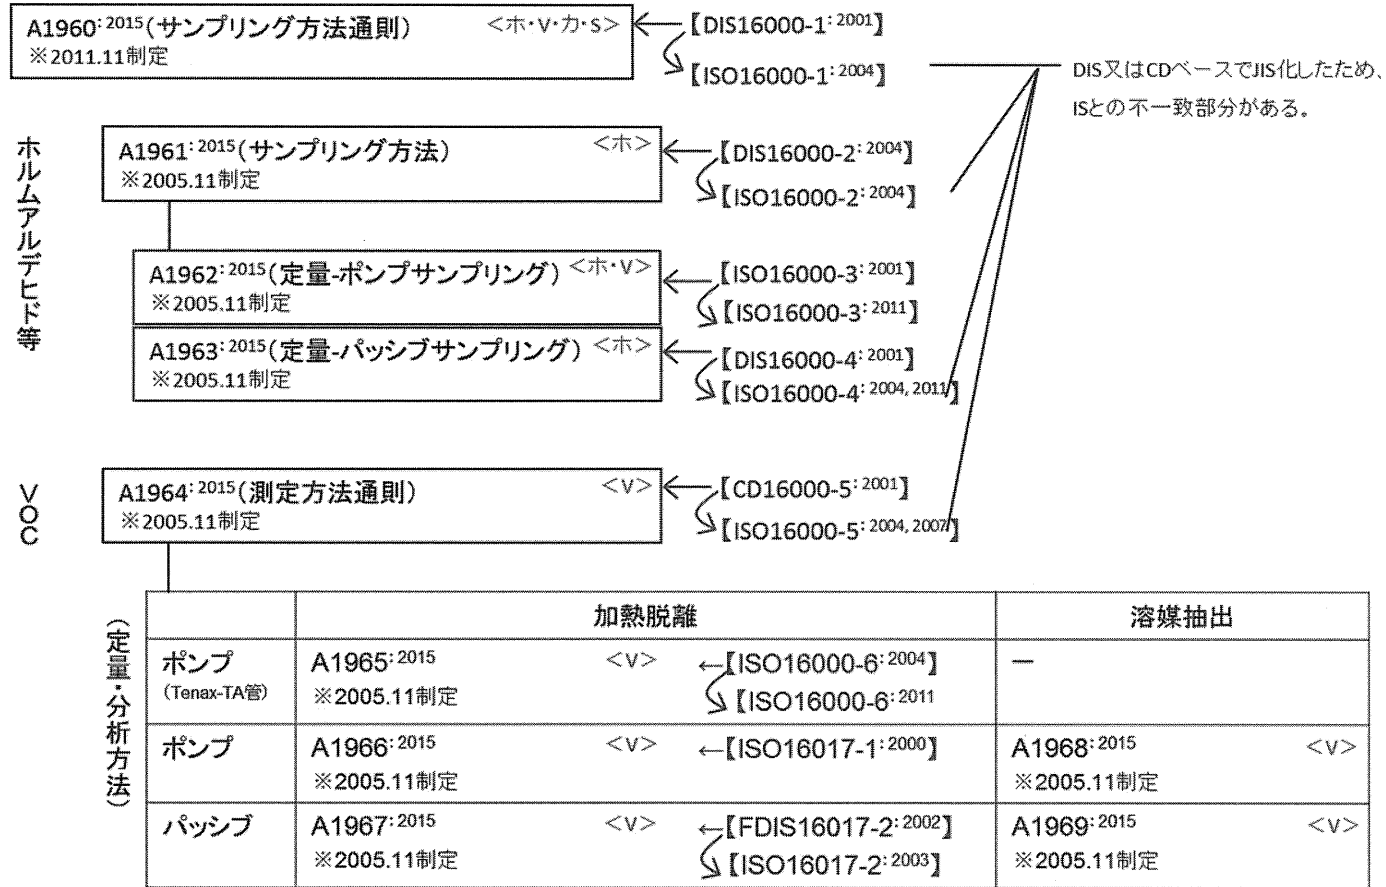 A1960:2015(サンプリング方法通則) <ホ・V・カ・s>
※2011.11制定
【DIS16000-1:2001】
【ISO16000-1:2004】
DIS又はCDベースでJIS化したため、
ISとの不一致部分がある。
ホルムアルデヒド等
A1961:2015(サンプリング方法) <ホ>
※2005.11制定
【DIS16000-2:2004】
【ISO16000-2:2004】
A1962:2015(定量-ポンプサンプリング) <ホ・V>
※2005.11制定
【ISO16000-3:2001】
【ISO16000-3:2011】
A1963:2015(定量-パッシブサンプリング) <ホ>
※2005.11制定
【DIS16000-4:2001】
【ISO16000-4:2004, 2011】
VOC
A1964:2015(測定方法通則) <V>
※2005.11制定
【CD16000-5:2001】
【ISO16000-5:2004, 2007】
(定量・分析方法)
加熱脱離 溶媒抽出
ポンプ
(Tenax-TA管)
A1965:2015 <V> ←【ISO16000-6:2004】
※2005.11制定 【ISO16000-6:2011
―
ポンプ
A1966:2015 <V> ←【ISO16017-1:2000】
※2005.11制定
A1968:2015 <V>
※2005.11制定
パッシブ
A1967:2015 <V> ←【FDIS16017-2:2002】
※2005.11制定 【ISO16017-2:2003】
A1969:2015 <V>
※2005.11制定